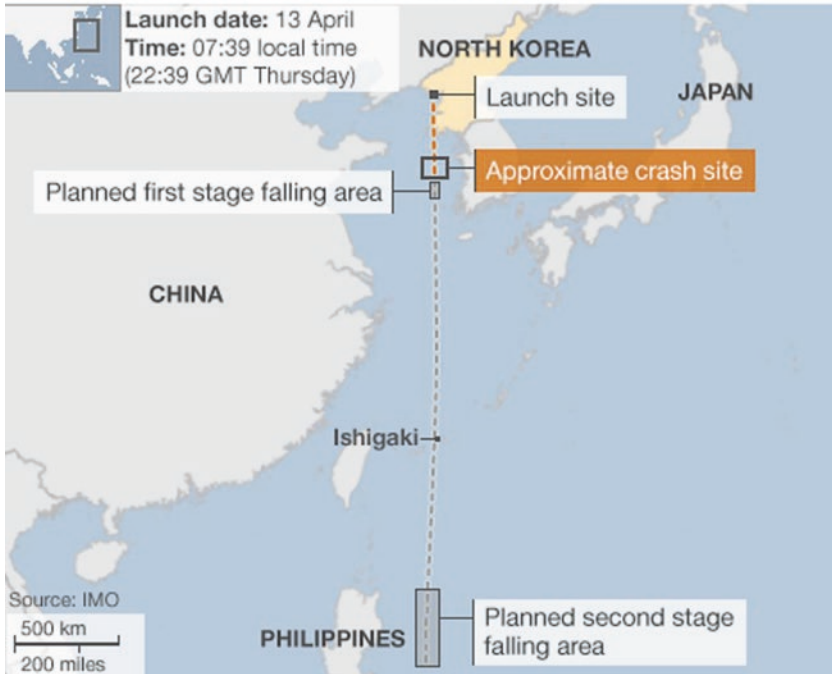 Launch date: 13 April
Time: 07:39 local time
(22:39 GMT Thursday)
NORTH KOREA
Launch site
JAPAN
Approximate crash site
Planned first stage falling area
CHINA
Ishigaki
Source: IMO
500 km
200 miles
PHILIPPINES
Planned second stage
falling area